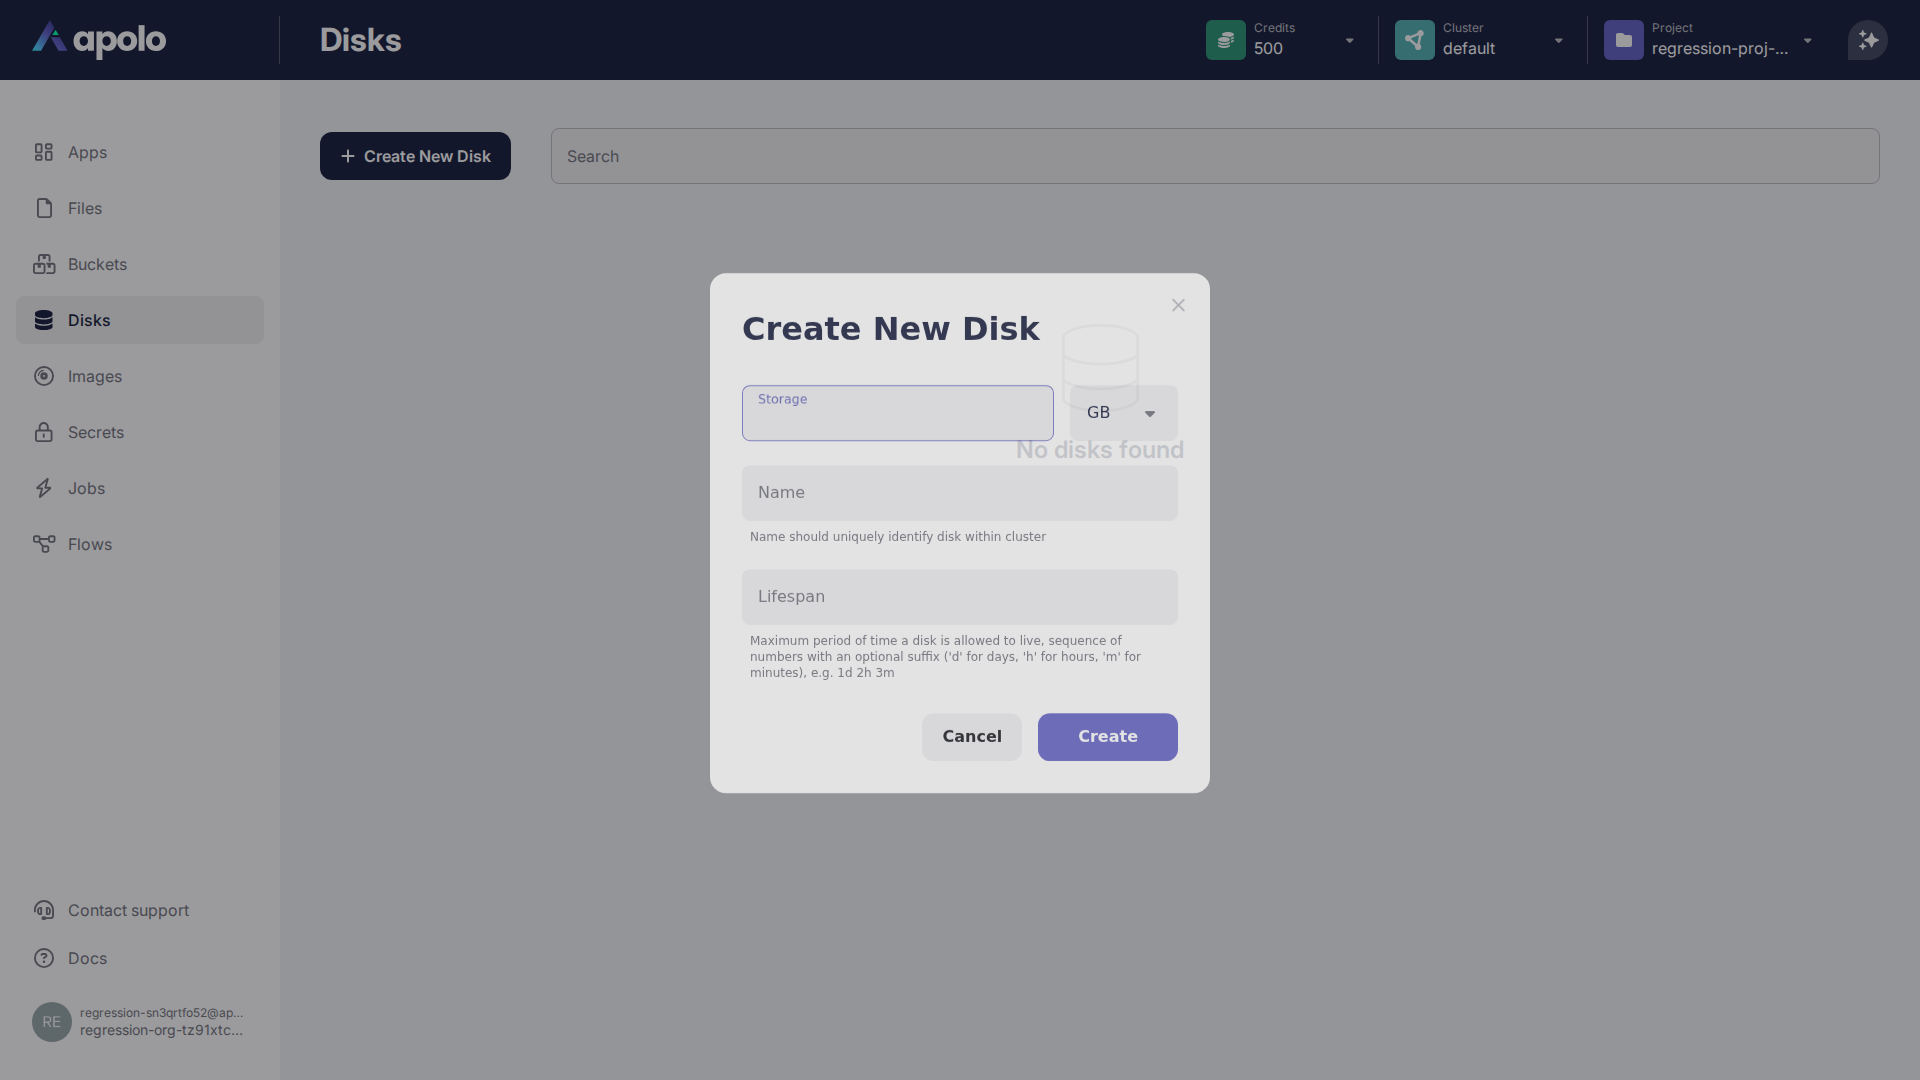 apolo
Disks
Credits
500
Cluster
default
Project
regression-proj-...
Apps
Files
Buckets
Disks
Images
Secrets
Jobs
Flows
Create New Disk
Search
Create New Disk
Storage
GB
No disks found
Name
Name should uniquely identify disk within cluster
Lifespan
Maximum period of time a disk is allowed to live, sequence of
numbers with an optional suffix ('d' for days, 'h' for hours, 'm' for
minutes), e.g. 1d 2h 3m
Cancel
Create
Contact support
Docs
RE
regression-sn3qrtfo52@ap...
regression-org-tz91xtc...